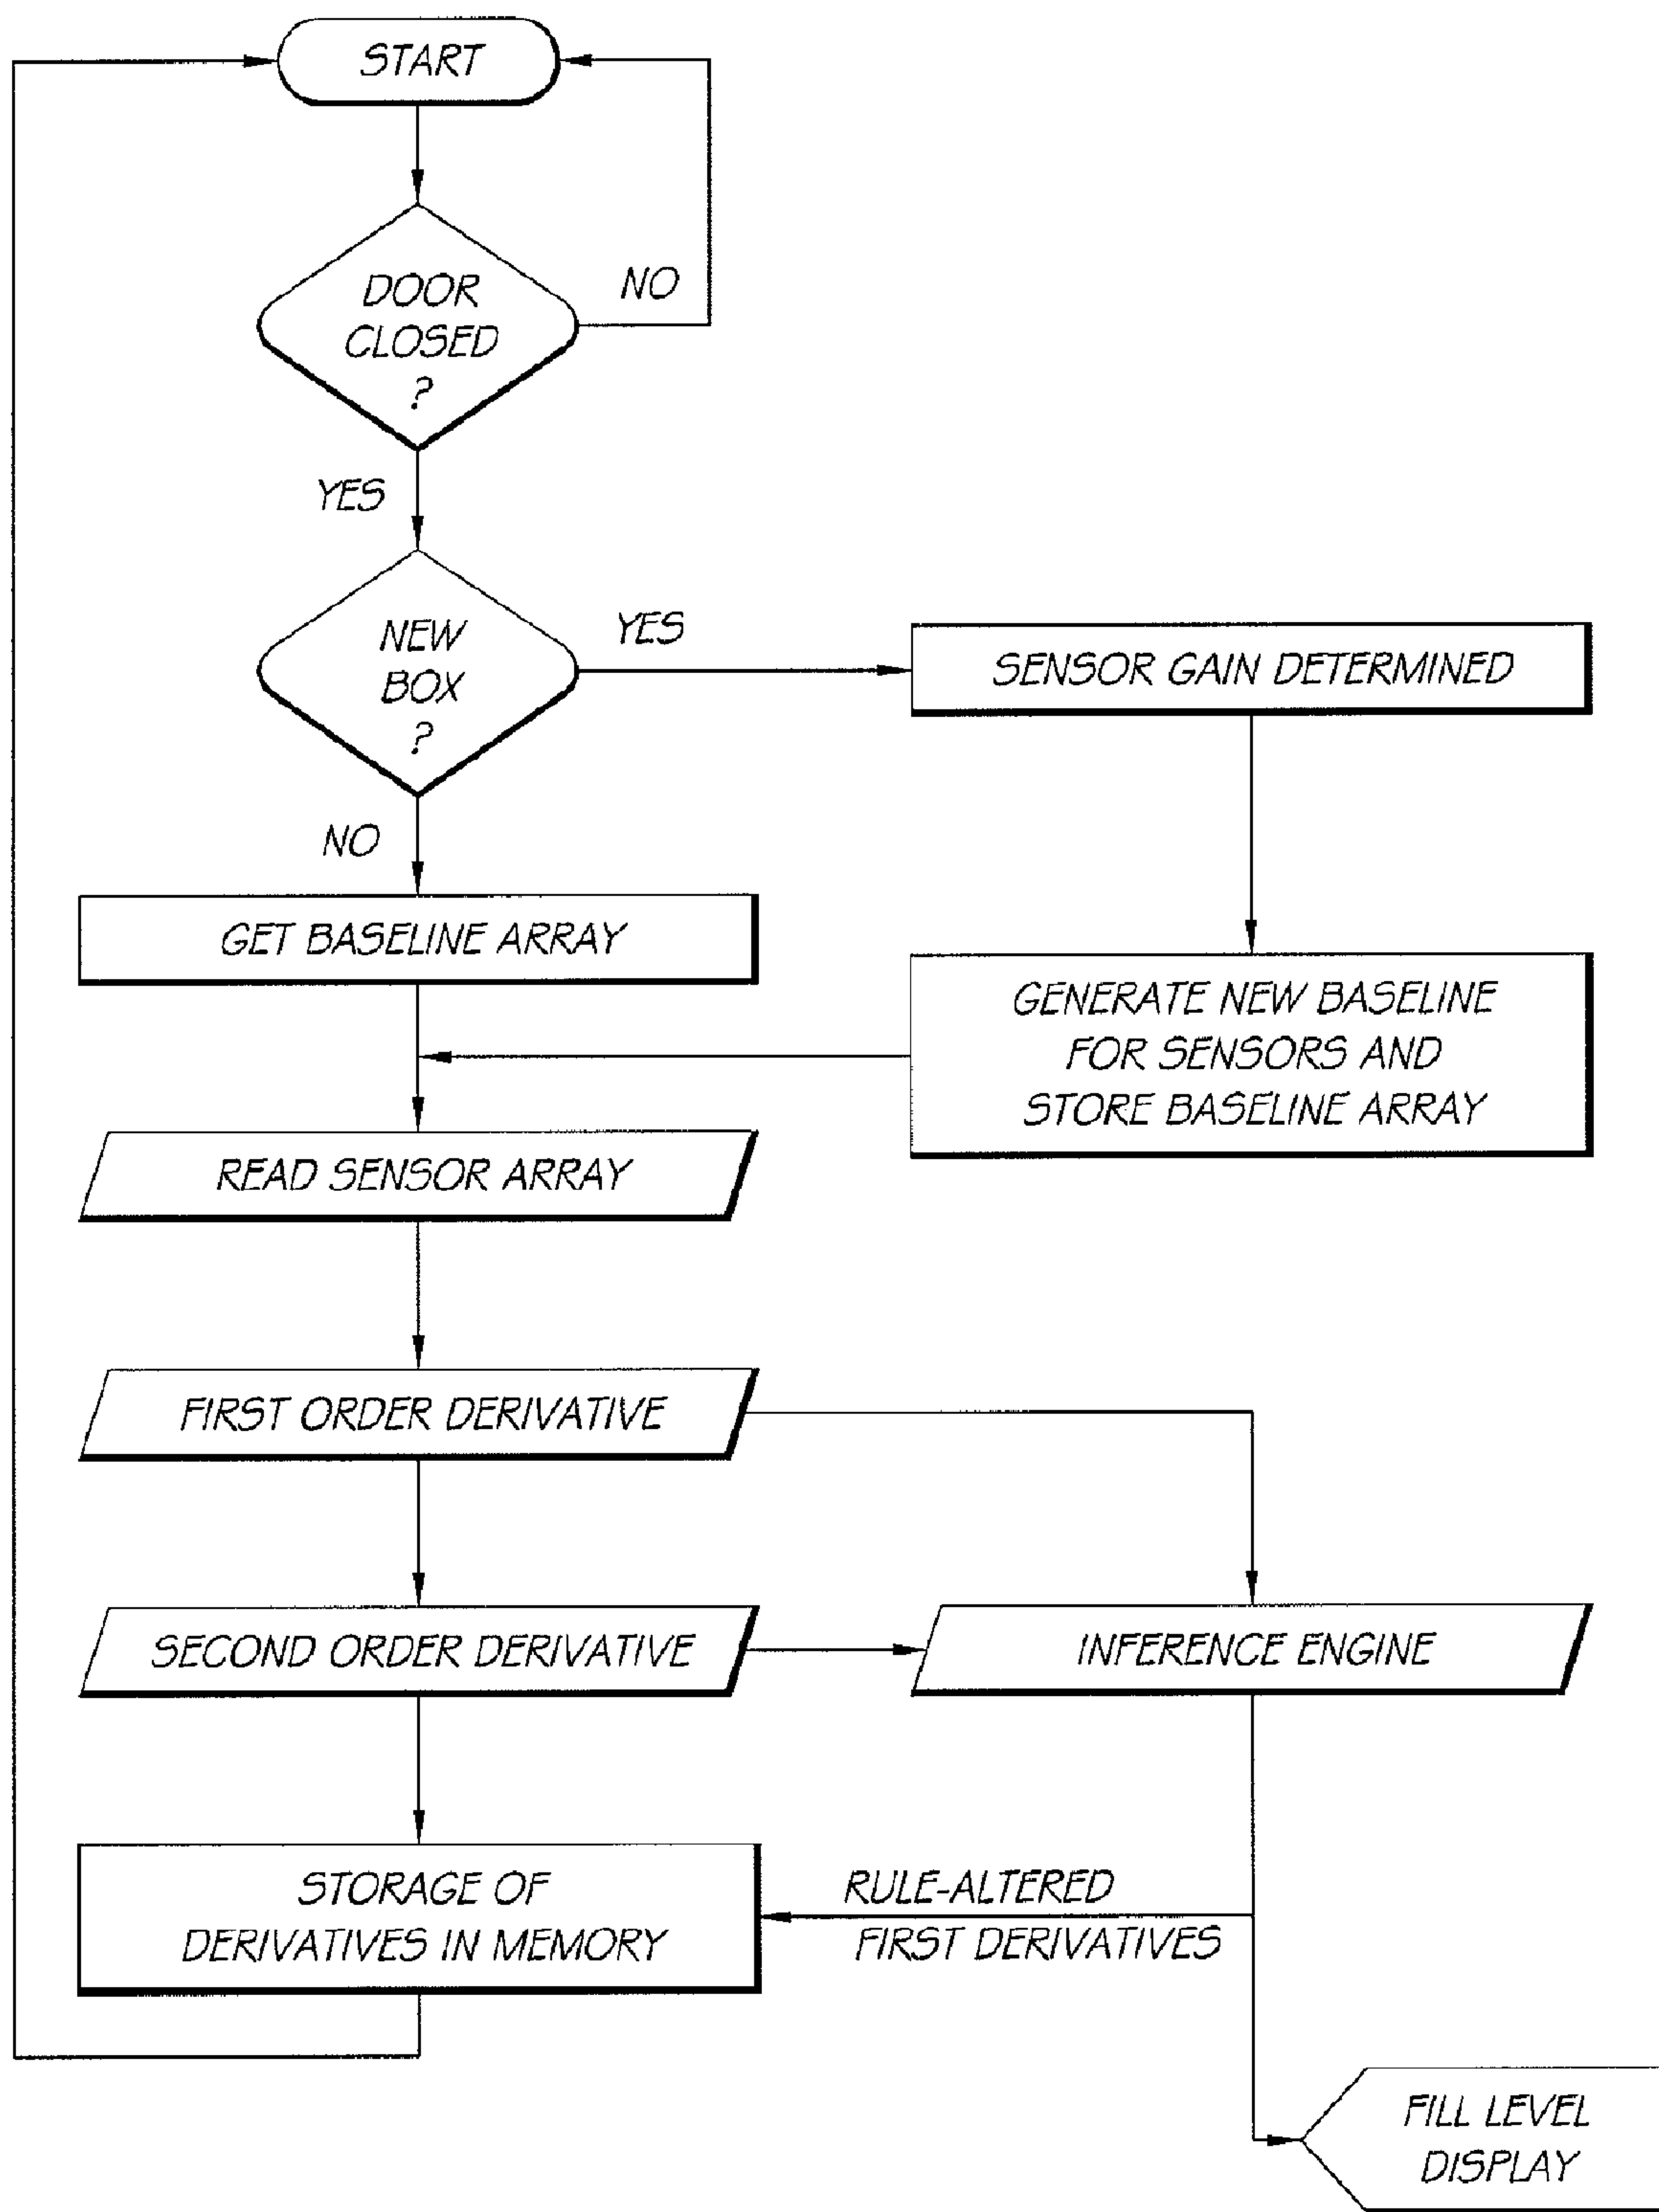 START
DOOR
CLOSED
?
NO
YES
NEW
BOX
?
YES
SENSOR GAIN DETERMINED
NO
GET BASELINE ARRAY
GENERATE NEW BASELINE
FOR SENSORS AND
STORE BASELINE ARRAY
READ SENSOR ARRAY
FIRST ORDER DERIVATIVE
SECOND ORDER DERIVATIVE
INFERENCE ENGINE
STORAGE OF
DERIVATIVES IN MEMORY
RULE-ALTERED
FIRST DERIVATIVES
FILL LEVEL
DISPLAY